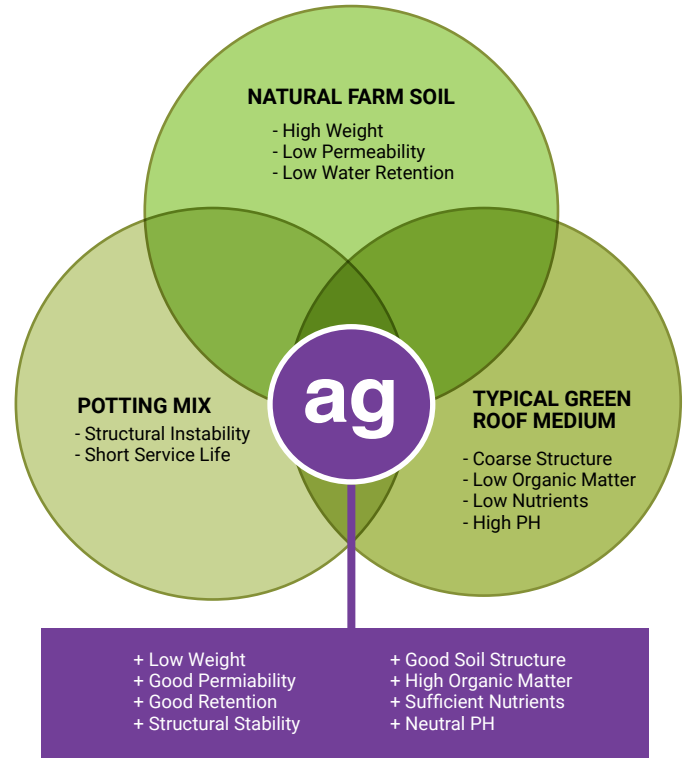 NATURAL FARM SOIL
- High Weight
- Low Permeability
- Low Water Retention
ag
POTTING MIX
- Structural Instability
- Short Service Life
TYPICAL GREEN
ROOF MEDIUM
- Coarse Structure
- Low Organic Matter
- Low Nutrients
- High PH
+ Low Weight
+ Good Permiability
+ Good Retention
+ Structural Stability
+ Good Soil Structure
+ High Organic Matter
+ Sufficient Nutrients
+ Neutral PH